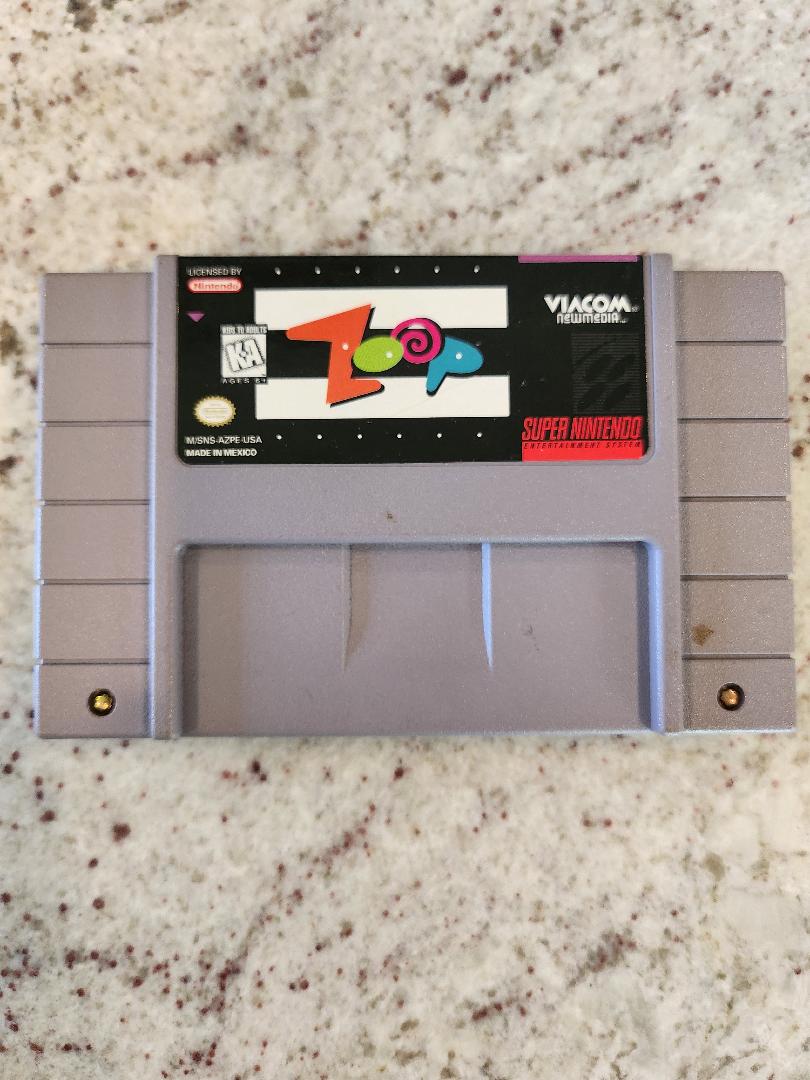 LICENSED BY
Nintendo
VIACOM
newmedia
ZOOP
KIDS TO ADULTS
K-A
AGES 6+
M/SNS-AZPE-USA
MADE IN MEXICO
SUPER NINTENDO
ENTERTAINMENT SYSTEM